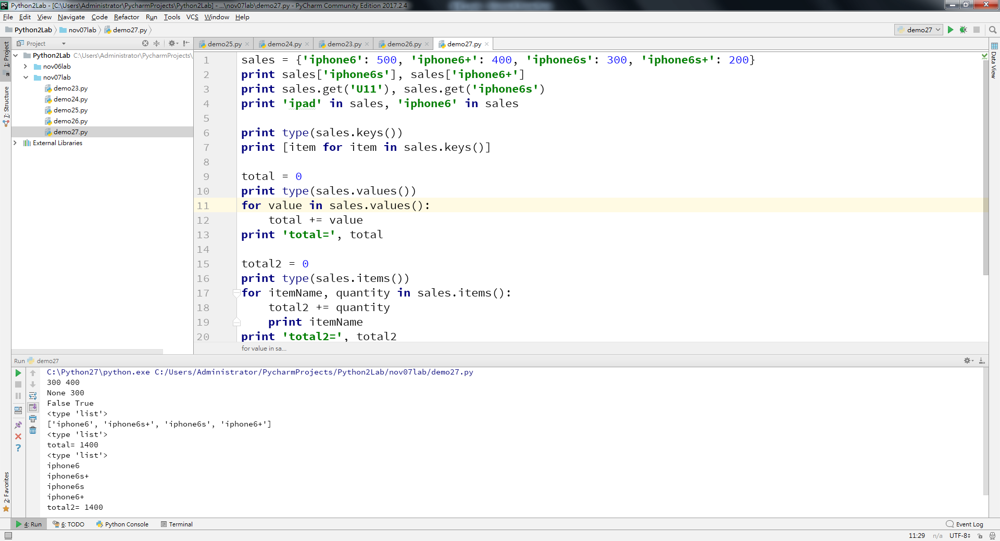 Python2Lab - [C:\Users\Administrator\PycharmProjects\Python2Lab] - ...\nov07lab\demo27.py - PyCharm Community Edition 2017.2.4
File Edit View Navigate Code Refactor Run Tools VCS Window Help
Python2Lab nov07lab demo27.py demo27
Project
demo25.py demo24.py demo23.py demo26.py demo27.py
1: Project
7: Structure
2: Favorites
Data View
Python2Lab C:\Users\Administrator\PycharmProjects\
nov06lab
nov07lab
demo23.py
demo24.py
demo25.py
demo26.py
demo27.py
External Libraries
1 sales = {'iphone6': 500, 'iphone6+': 400, 'iphone6s': 300, 'iphone6s+': 200}
2 print sales['iphone6s'], sales['iphone6+']
3 print sales.get('U11'), sales.get('iphone6s')
4 print 'ipad' in sales, 'iphone6' in sales
5
6 print type(sales.keys())
7 print [item for item in sales.keys()]
8
9 total = 0
10 print type(sales.values())
11 for value in sales.values():
12     total += value
13 print 'total=', total
14
15 total2 = 0
16 print type(sales.items())
17 for itemName, quantity in sales.items():
18     total2 += quantity
19     print itemName
20 print 'total2=', total2
for value in sa...
Run demo27
C:\Python27\python.exe C:/Users/Administrator/PycharmProjects/Python2Lab/nov07lab/demo27.py
300 400
None 300
False True
<type 'list'>
['iphone6', 'iphone6s+', 'iphone6s', 'iphone6+']
<type 'list'>
total= 1400
<type 'list'>
iphone6
iphone6s+
iphone6s
iphone6+
total2= 1400
4: Run 6: TODO Python Console Terminal Event Log
11:29 n/a UTF-8